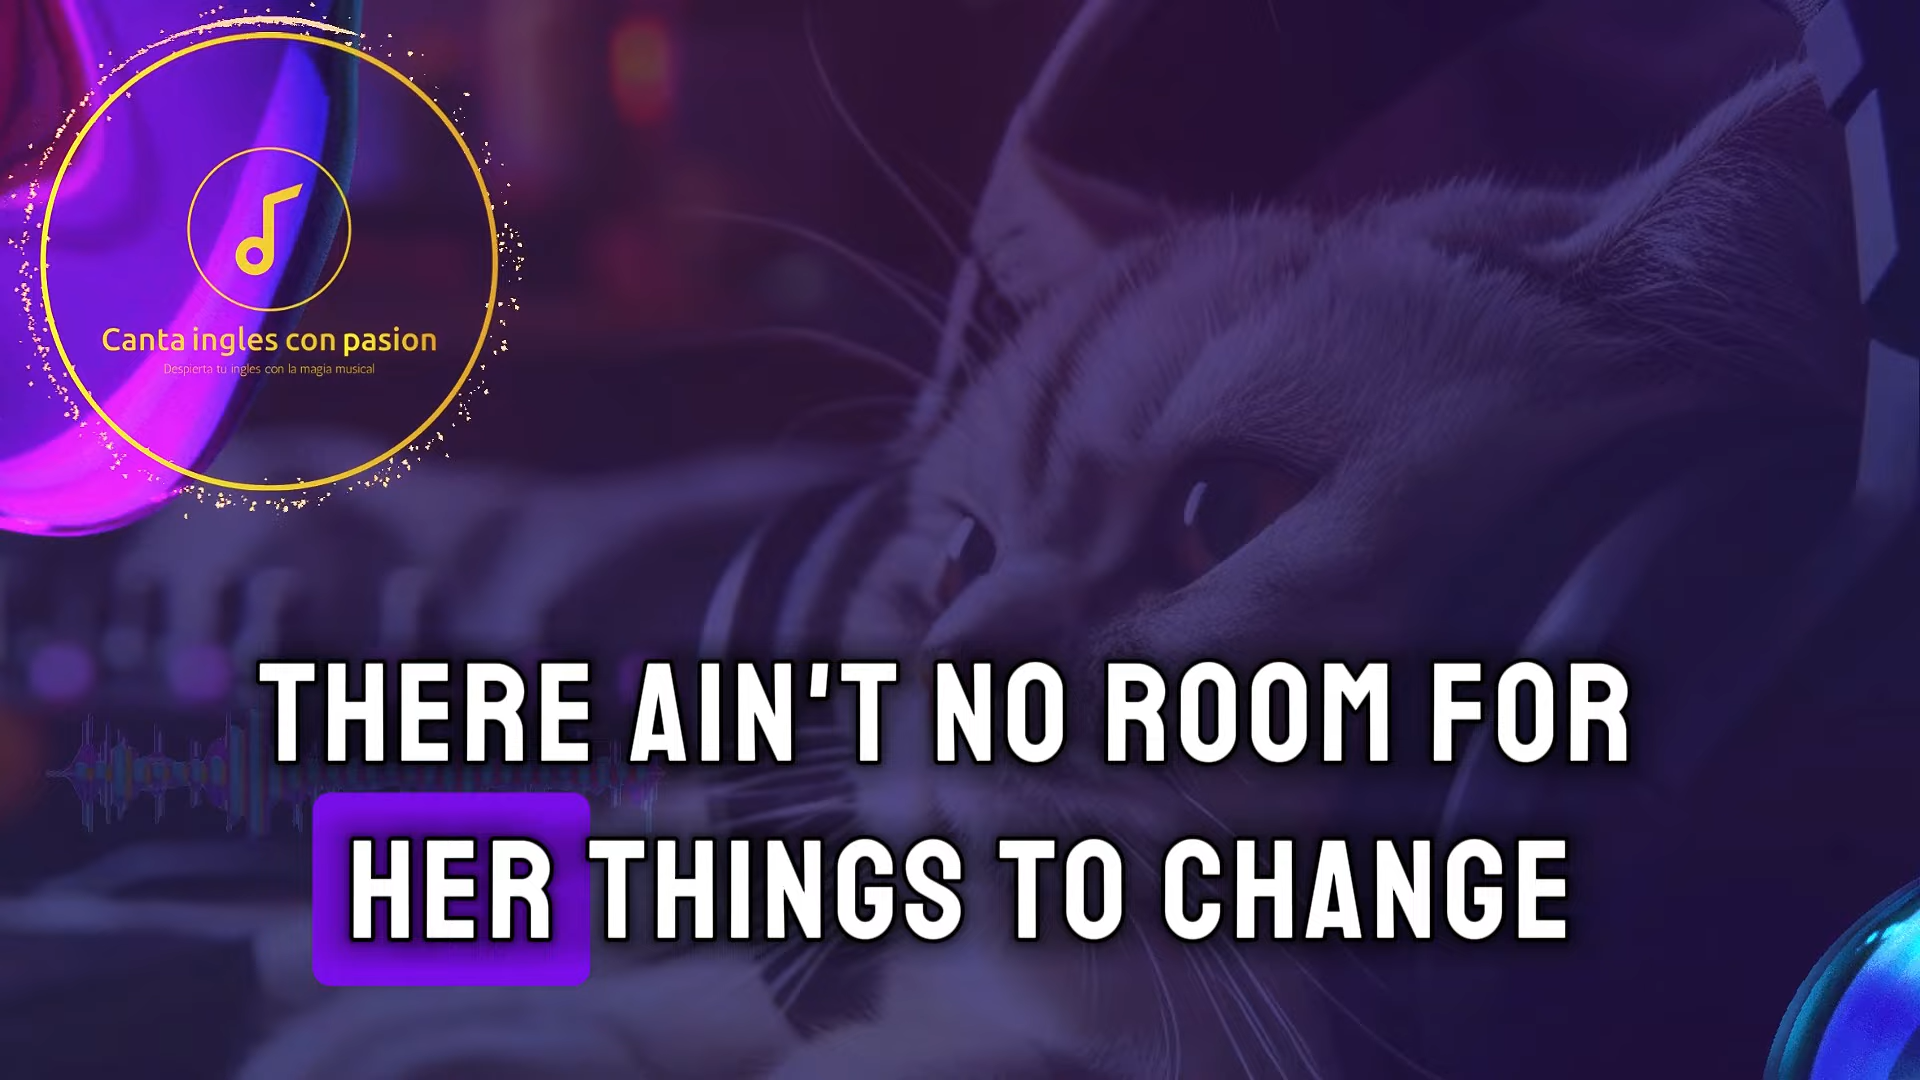 Canta ingles con pasion
Despierta tu ingles con la magia musical
THERE AIN'T NO ROOM FOR
HER THINGS TO CHANGE